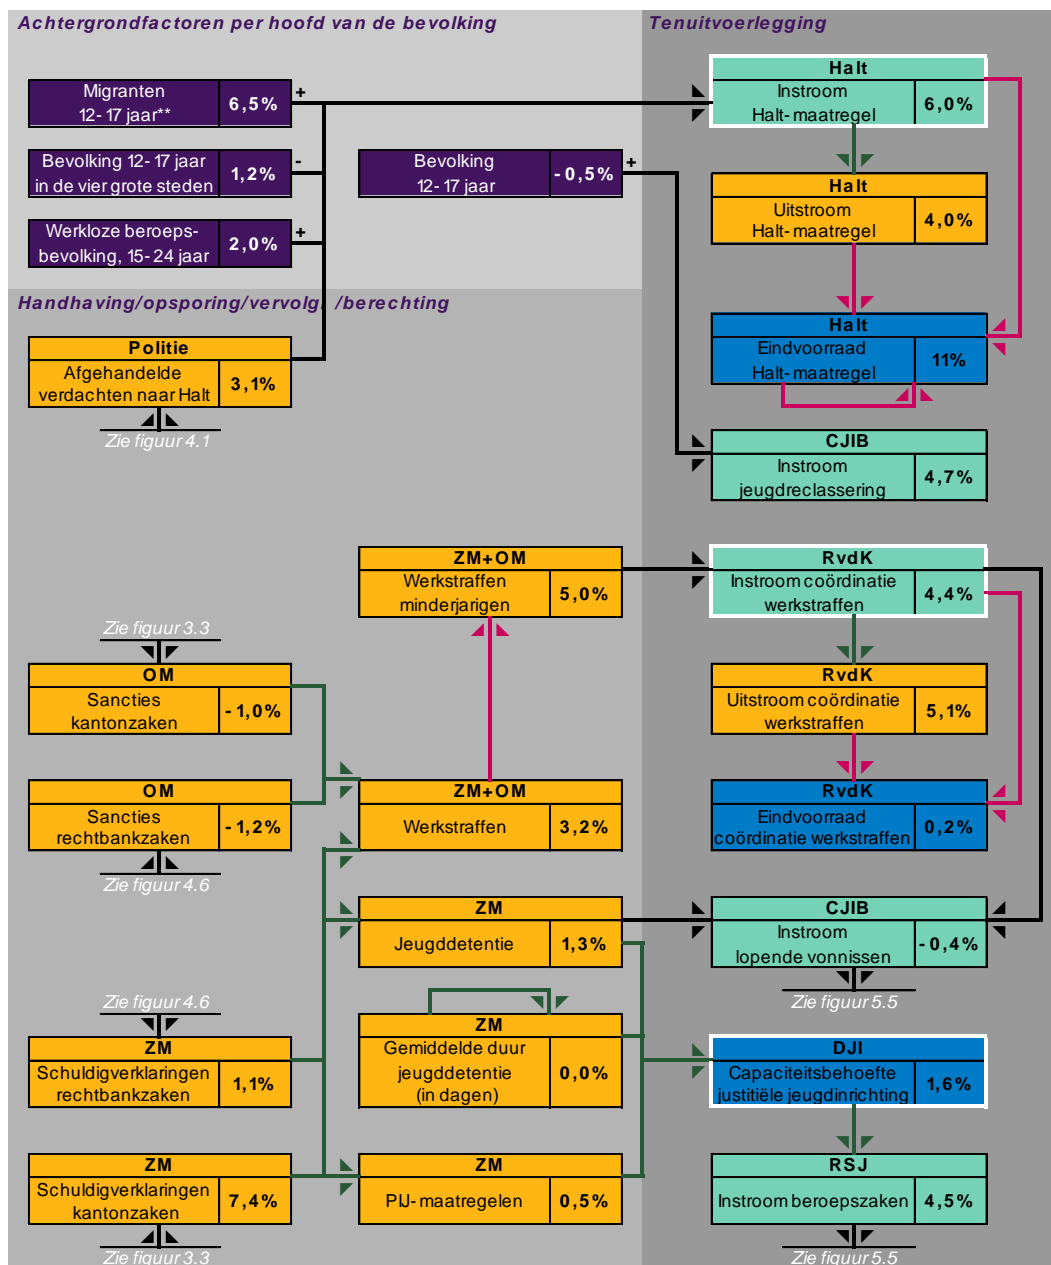 Achtergrondfactoren per hoofd van de bevolking
Tenuitvoerlegging
Migranten
12-17 jaar**
6,5%
+
Bevolking 12-17 jaar
in de vier grote steden
1,2%
-
Werkloze beroeps-
bevolking, 15-24 jaar
2,0%
+
Bevolking
12-17 jaar
-0,5%
+
Halt
Instroom
Halt-maatregel
6,0%
Halt
Uitstroom
Halt-maatregel
4,0%
Halt
Eindvoorraad
Halt-maatregel
11%
CJIB
Instroom
jeugdreclassering
4,7%
Handhaving/opsporing/vervolg. /berechting
Politie
Afgehandelde
verdachten naar Halt
3,1%
Zie figuur 4.1
ZM+OM
Werkstraffen
minderjarigen
5,0%
RvdK
Instroom coördinatie
werkstraffen
4,4%
Zie figuur 3.3
OM
Sancties
kantonzaken
-1,0%
RvdK
Uitstroom coördinatie
werkstraffen
5,1%
OM
Sancties
rechtbankzaken
-1,2%
Zie figuur 4.6
ZM+OM
Werkstraffen
3,2%
RvdK
Eindvoorraad
coördinatie werkstraffen
0,2%
ZM
Jeugddetentie
1,3%
CJIB
Instroom
lopende vonnissen
-0,4%
Zie figuur 5.5
Zie figuur 4.6
ZM
Schuldigverklaringen
rechtbankzaken
1,1%
ZM
Gemiddelde duur
jeugddetentie
(in dagen)
0,0%
DJI
Capaciteitsbehoefte
justitiële jeugdinrichting
1,6%
ZM
Schuldigverklaringen
kantonzaken
7,4%
Zie figuur 3.3
ZM
PIJ-maatregelen
0,5%
RSJ
Instroom beroepszaken
4,5%
Zie figuur 5.5